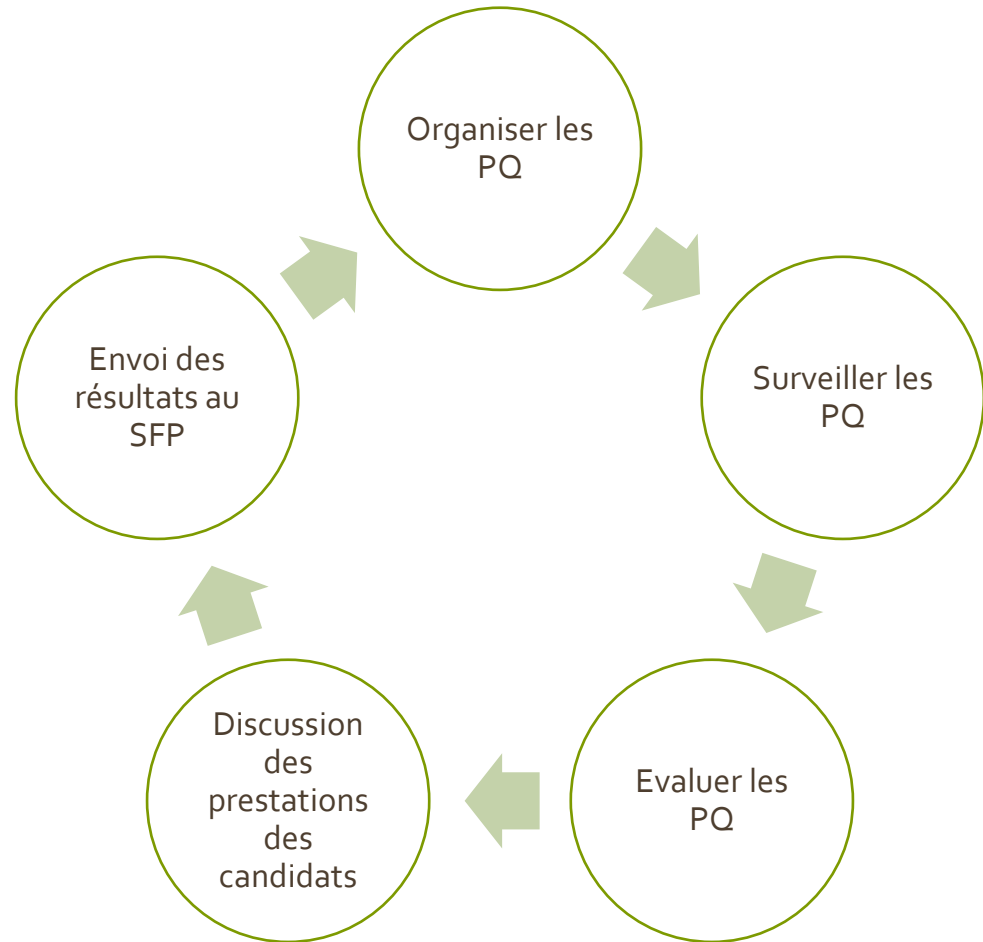 Organiser les
PQ
Surveiller les
PQ
Evaluer les
PQ
Discussion
des
prestations
des
candidats
Envoi des
résultats au
SFP